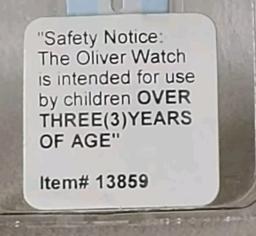 "Safety Notice:
The Oliver Watch
is intended for use
by children OVER
THREE(3)YEARS
OF AGE"
Item# 13859